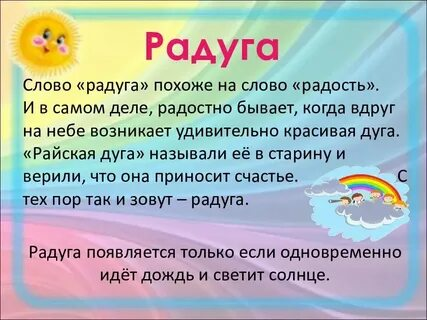 Радуга
Слово «радуга» похоже на слово «радость».
И в самом деле, радостно бывает, когда вдруг
на небе возникает удивительно красивая дуга.
«Райская дуга» называли её в старину и
верили, что она приносит счастье. С
тех пор так и зовут – радуга.
Радуга появляется только если одновременно
идёт дождь и светит солнце.